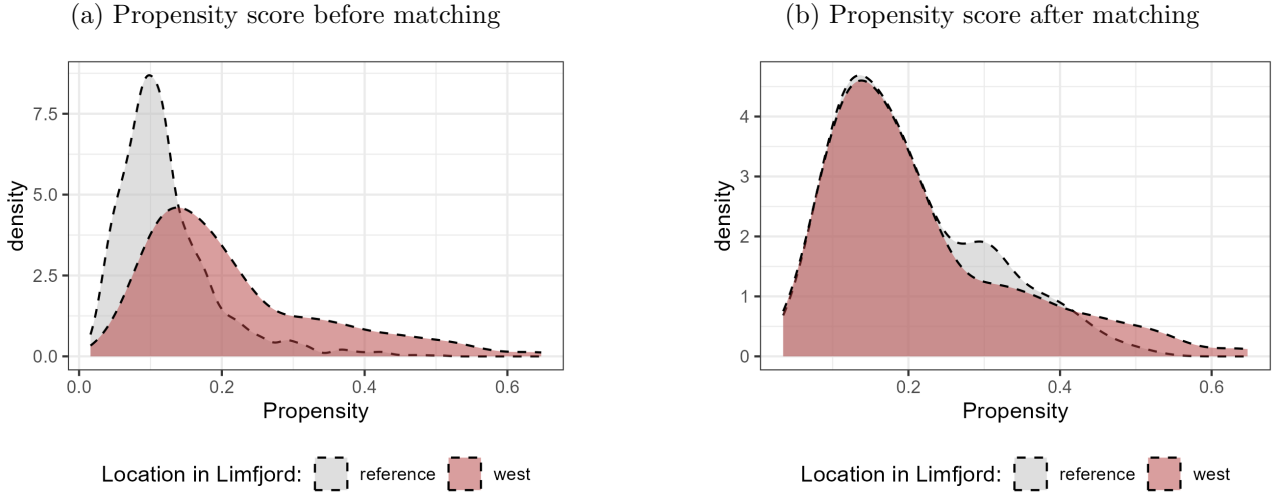 (a) Propensity score before matching
7.5
5.0
2.5
0.0
density
0.0 0.2 0.4 0.6
Propensity
Location in Limfjord: reference west
(b) Propensity score after matching
4
3
2
1
0
density
0.2 0.4 0.6
Propensity
Location in Limfjord: reference west